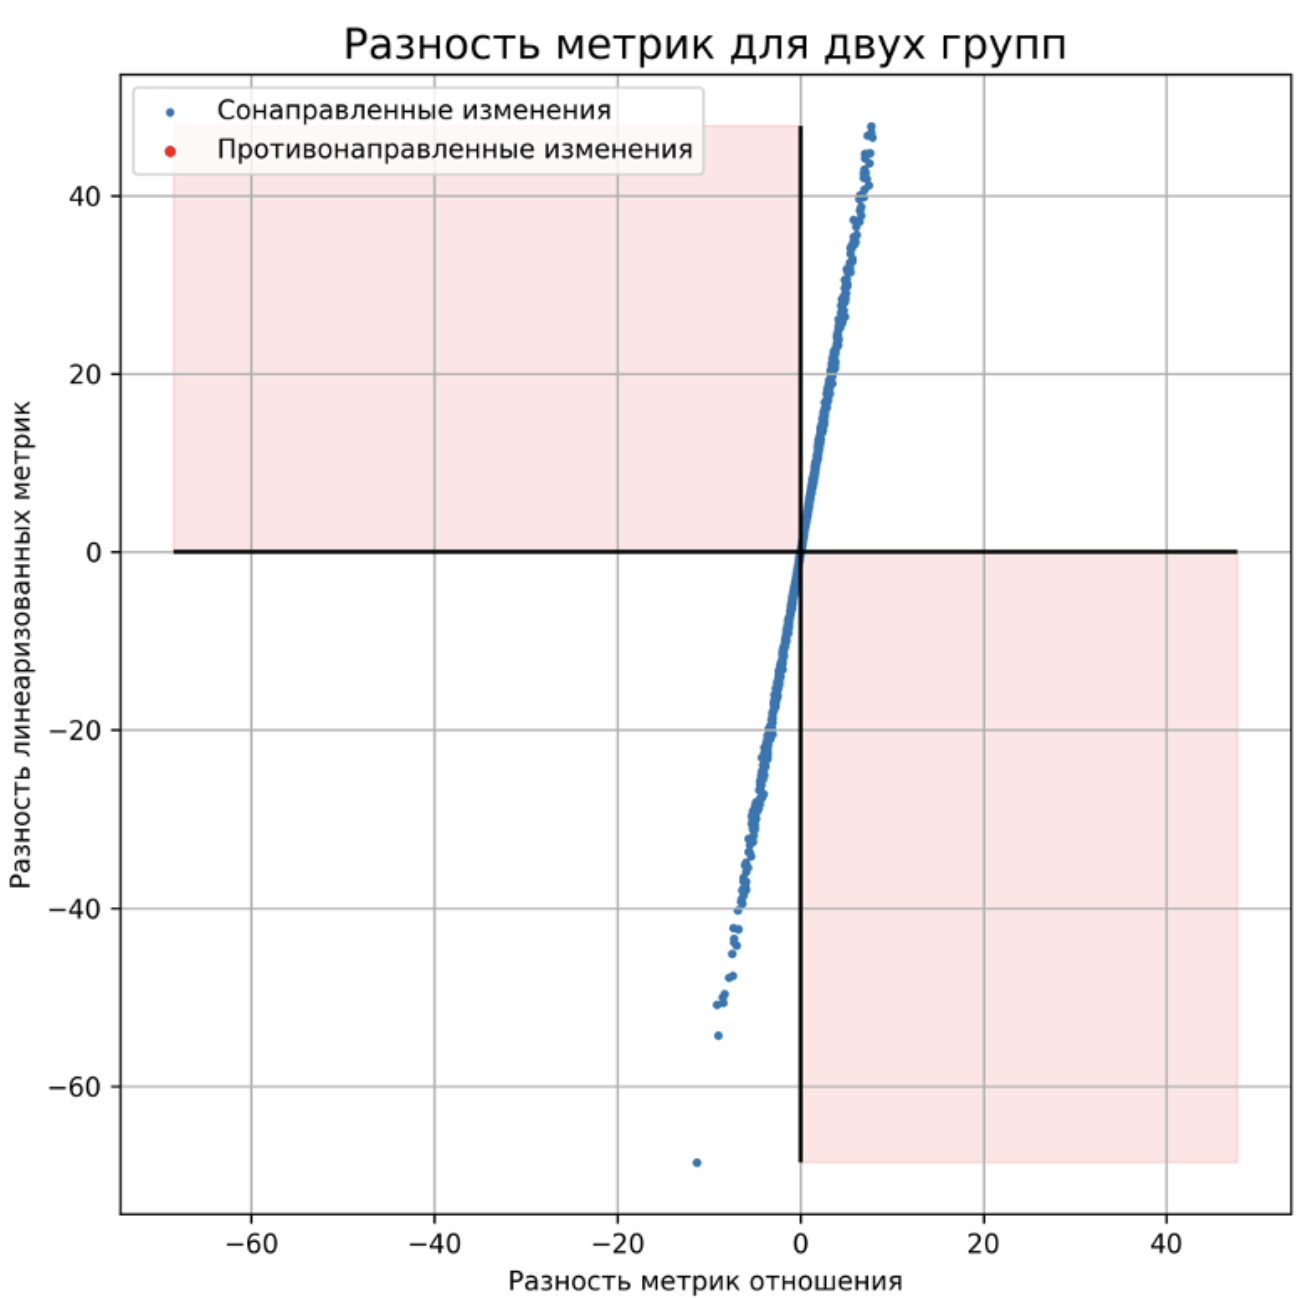 Разность метрик для двух групп
Сонаправленные изменения
Противонаправленные изменения
40
20
0
−20
−40
−60
Разность линеаризованных метрик
−60
−40
−20
0
20
40
Разность метрик отношения